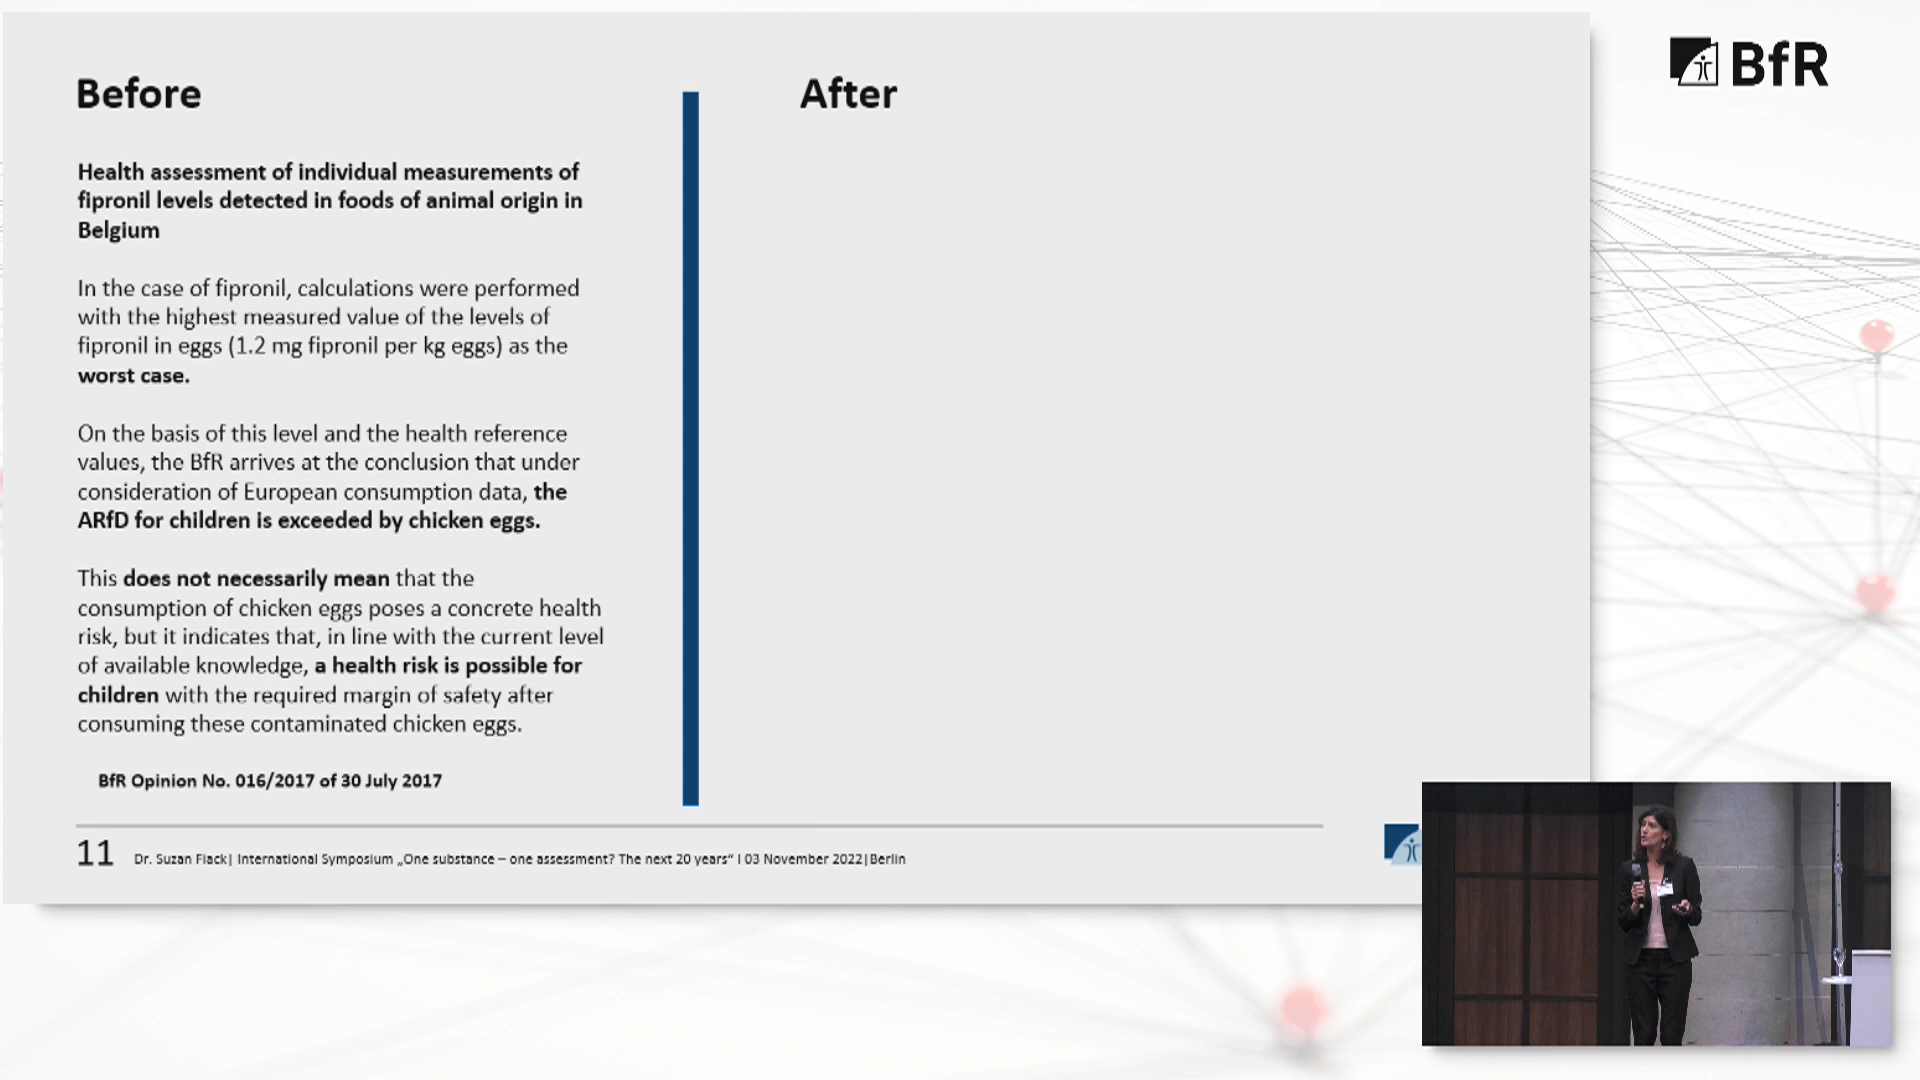 Before
Health assessment of individual measurements of
fipronil levels detected in foods of animal origin in
Belgium
In the case of fipronil, calculations were performed
with the highest measured value of the levels of
fipronil in eggs (1.2 mg fipronil per kg eggs) as the
worst case.
On the basis of this level and the health reference
values, the BfR arrives at the conclusion that under
consideration of European consumption data, the
ARfD for children is exceeded by chicken eggs.
This does not necessarily mean that the
consumption of chicken eggs poses a concrete health
risk, but it indicates that, in line with the current level
of available knowledge, a health risk is possible for
children with the required margin of safety after
consuming these contaminated chicken eggs.
BfR Opinion No. 016/2017 of 30 July 2017
After
11 Dr. Suzan Fiack| International Symposium „One substance – one assessment? The next 20 years“ I 03 November 2022|Berlin
BfR